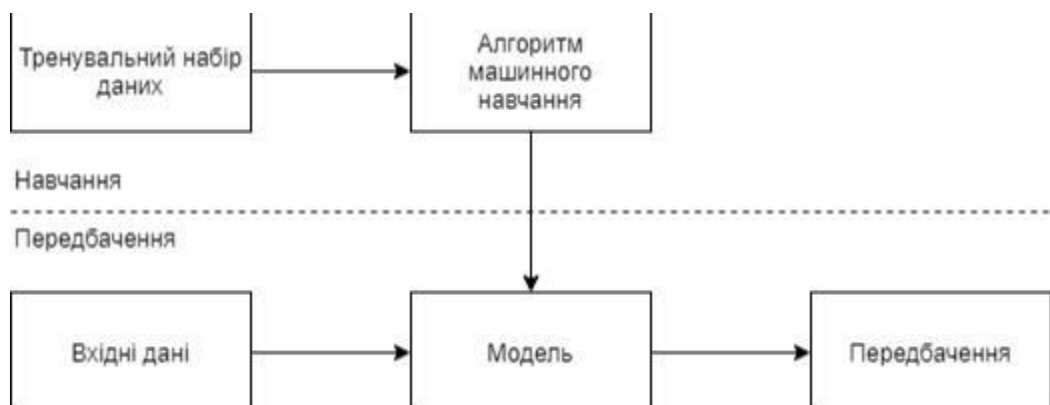 Тренувальний набір
даних
Алгоритм
машинного
навчання
Навчання
Передбачення
Вхідні дані
Модель
Передбачення